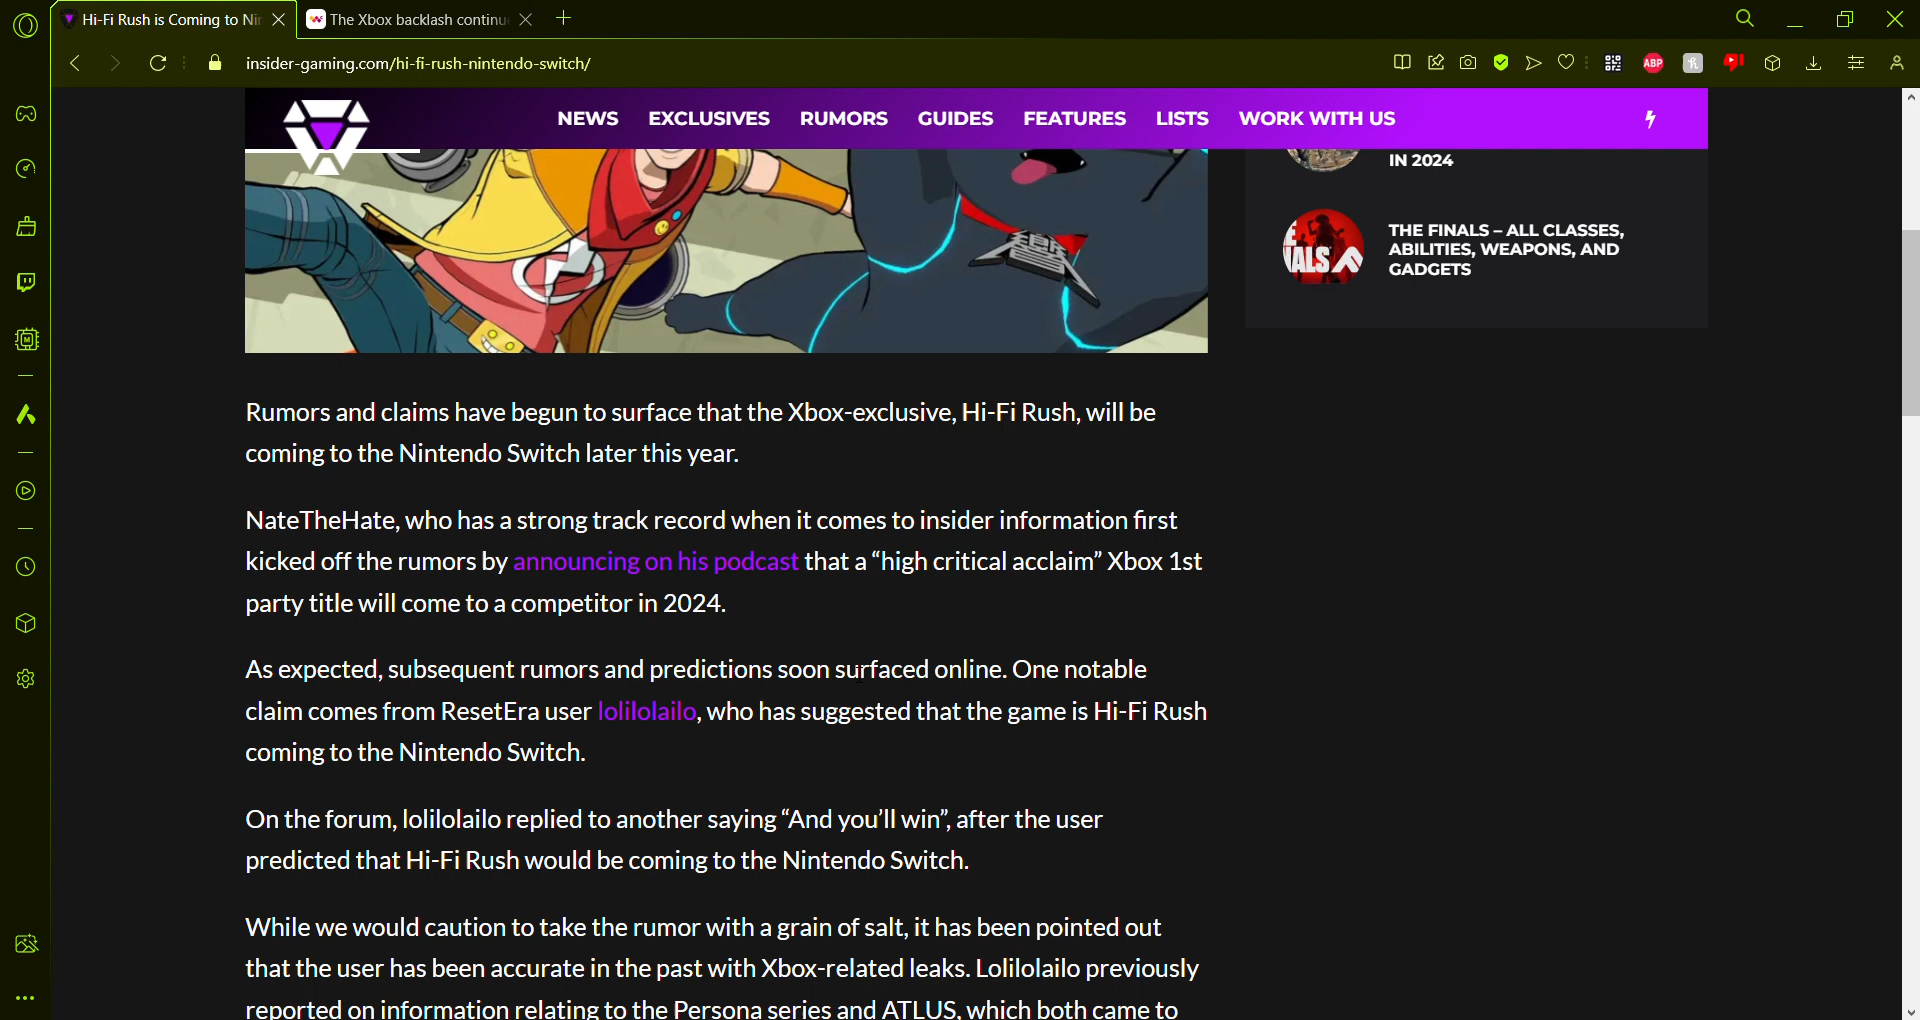 Hi-Fi Rush is Coming to Nin
The Xbox backlash continu
insider-gaming.com/hi-fi-rush-nintendo-switch/
ABP
NEWS EXCLUSIVES RUMORS GUIDES FEATURES LISTS WORK WITH US
IN 2024
THE FINALS – ALL CLASSES,
ABILITIES, WEAPONS, AND
GADGETS
Rumors and claims have begun to surface that the Xbox-exclusive, Hi-Fi Rush, will be
coming to the Nintendo Switch later this year.
NateTheHate, who has a strong track record when it comes to insider information first
kicked off the rumors by announcing on his podcast that a “high critical acclaim” Xbox 1st
party title will come to a competitor in 2024.
As expected, subsequent rumors and predictions soon surfaced online. One notable
claim comes from ResetEra user lolilolailo, who has suggested that the game is Hi-Fi Rush
coming to the Nintendo Switch.
On the forum, lolilolailo replied to another saying “And you’ll win”, after the user
predicted that Hi-Fi Rush would be coming to the Nintendo Switch.
While we would caution to take the rumor with a grain of salt, it has been pointed out
that the user has been accurate in the past with Xbox-related leaks. Lolilolailo previously
reported on information relating to the Persona series and ATLUS, which both came to